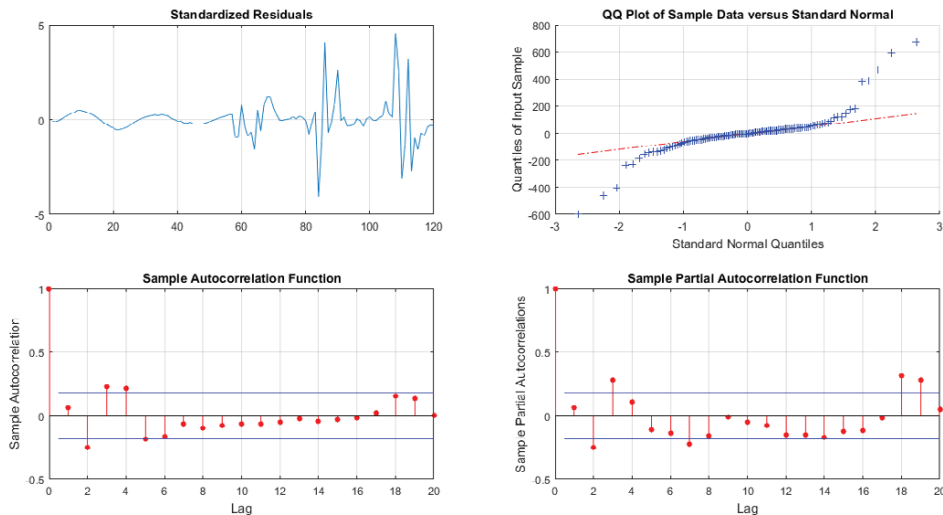 Standardized Residuals
5
0
-5
0 20 40 60 80 100 120
QQ Plot of Sample Data versus Standard Normal
Quantiles of Input Sample
800
600
400
200
0
-200
-400
-600
-3 -2 -1 0 1 2 3
Standard Normal Quantiles
Sample Autocorrelation Function
Sample Autocorrelation
1
0.5
0
-0.5
0 2 4 6 8 10 12 14 16 18 20
Lag
Sample Partial Autocorrelation Function
Sample Partial Autocorrelations
1
0.5
0
-0.5
0 2 4 6 8 10 12 14 16 18 20
Lag